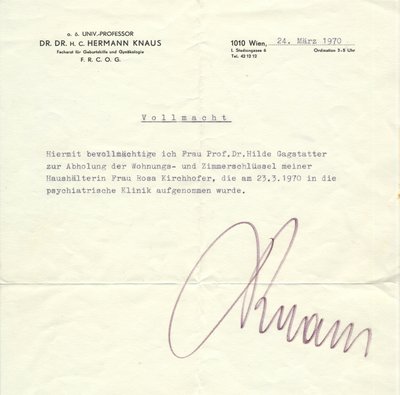 o. ö. UNIV.-PROFESSOR
DR. DR. H. C. HERMANN KNAUS
Facharzt für Geburtshilfe und Gynäkologie
F. R. C. O. G.
1010 Wien, 24. März 1970
I. Stadiongasse 6 Ordination 3-5 Uhr
Tel. 42 12 12
Vollmacht
Hiermit bevollmächtige ich Frau Prof.Dr.Hilde Gagstatter
zur Abholung der Wohnungs- und Zimmerschlüssel meiner
Haushälterin Frau Rosa Kirchhofer, die am 23.3.1970 in die
psychiatrische Klinik aufgenommen wurde.
Knaus